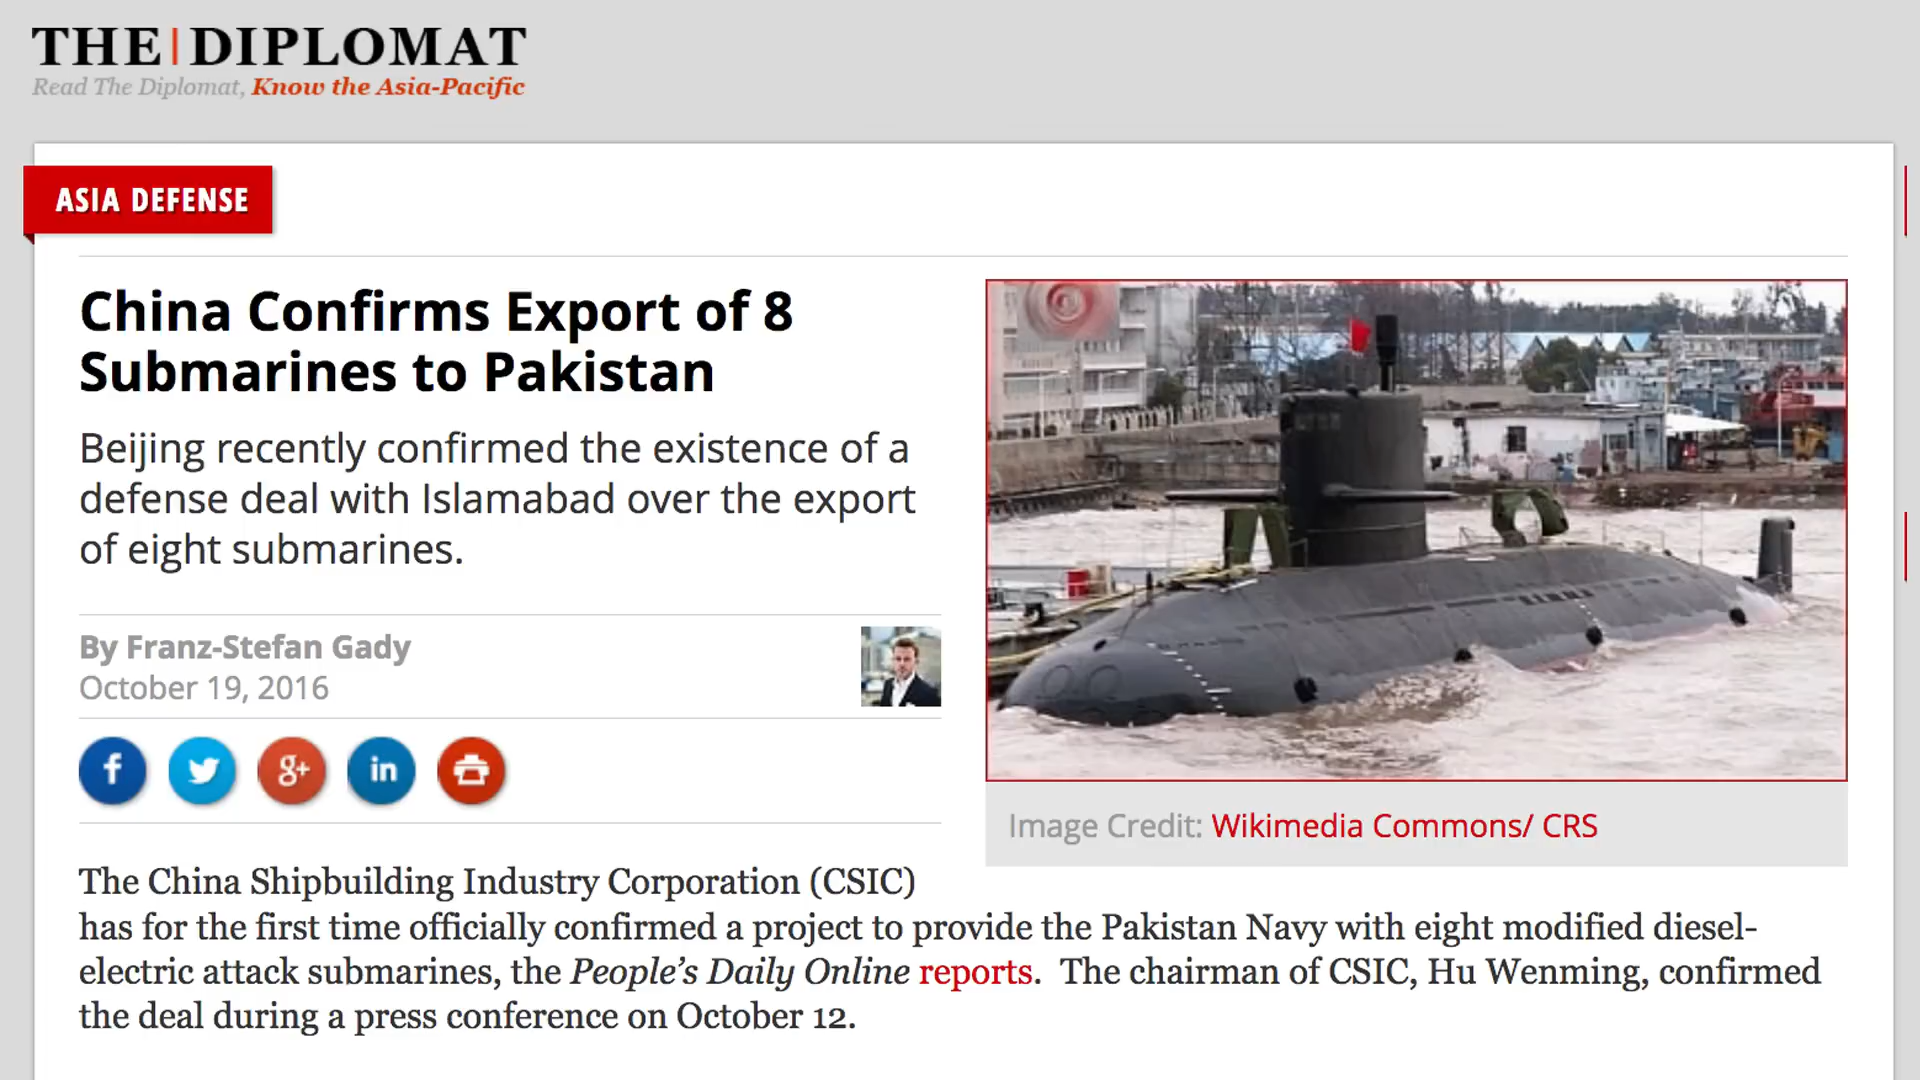 THE|DIPLOMAT
Read The Diplomat, Know the Asia-Pacific
ASIA DEFENSE
China Confirms Export of 8
Submarines to Pakistan
Beijing recently confirmed the existence of a
defense deal with Islamabad over the export
of eight submarines.
By Franz-Stefan Gady
October 19, 2016
f
g+
in
Image Credit: Wikimedia Commons/ CRS
The China Shipbuilding Industry Corporation (CSIC)
has for the first time officially confirmed a project to provide the Pakistan Navy with eight modified diesel-
electric attack submarines, the People’s Daily Online reports.  The chairman of CSIC, Hu Wenming, confirmed
the deal during a press conference on October 12.